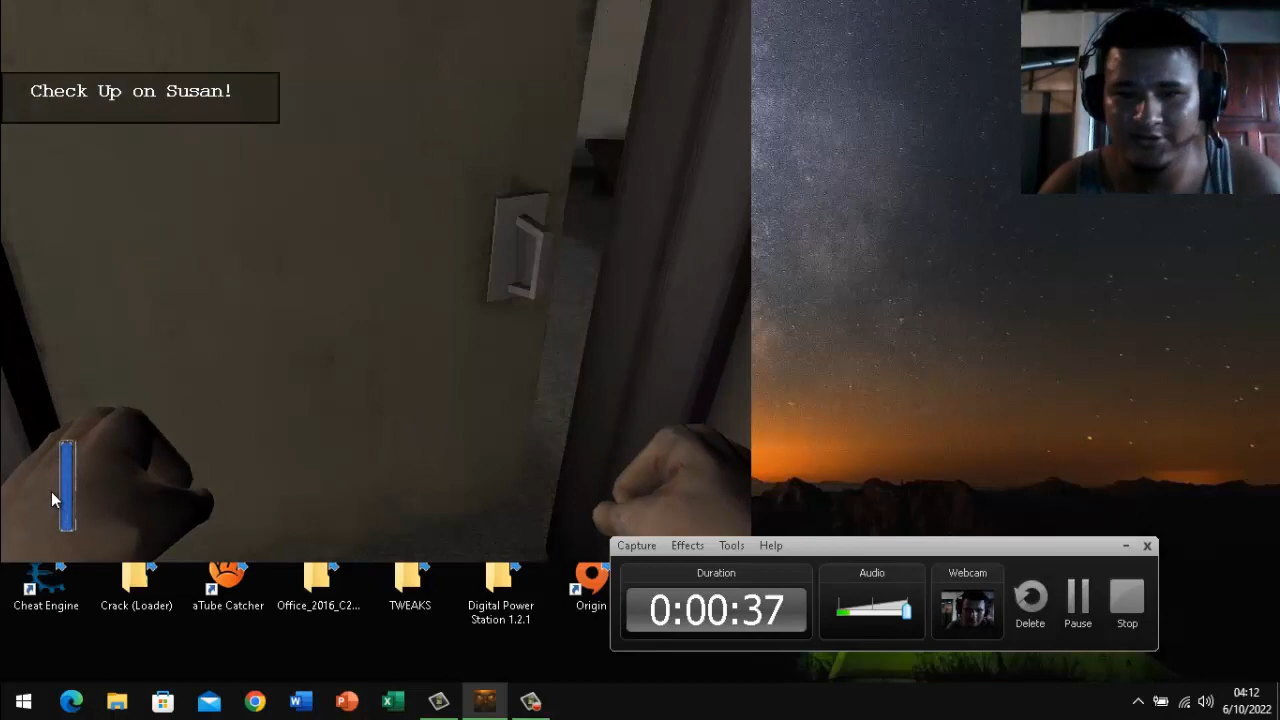 Check Up on Susan!
Capture Effects Tools Help
Duration Audio Webcam
0:00:37
Delete Pause Stop
Cheat Engine
Crack (Loader)
aTube Catcher
Office_2016_C2...
TWEAKS
Digital Power
Station 1.2.1
Origin
04:12
6/10/2022